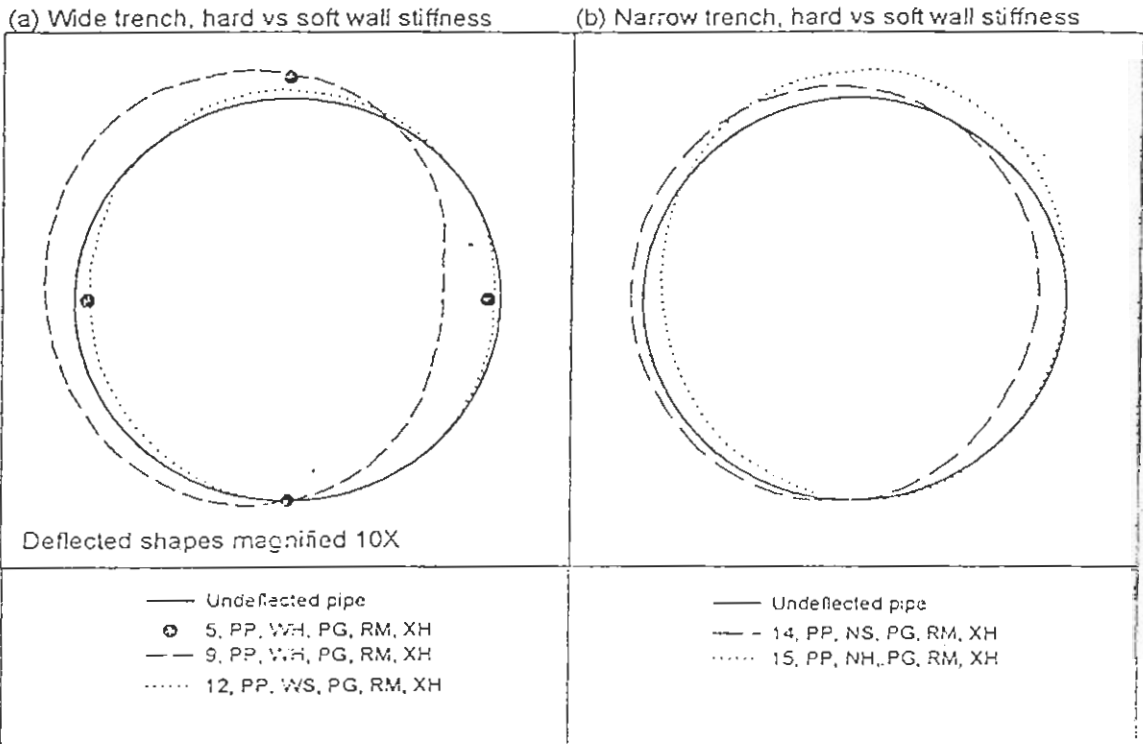 (a) Wide trench, hard vs soft wall stiffness
(b) Narrow trench, hard vs soft wall stiffness
Deflected shapes magnified 10X
Undeflected pipe
5, PP, WH, PG, RM, XH
9, PP, WH, PG, RM, XH
12, PP, WS, PG, RM, XH
Undeflected pipe
14, PP, NS, PG, RM, XH
15, PP, NH, PG, RM, XH